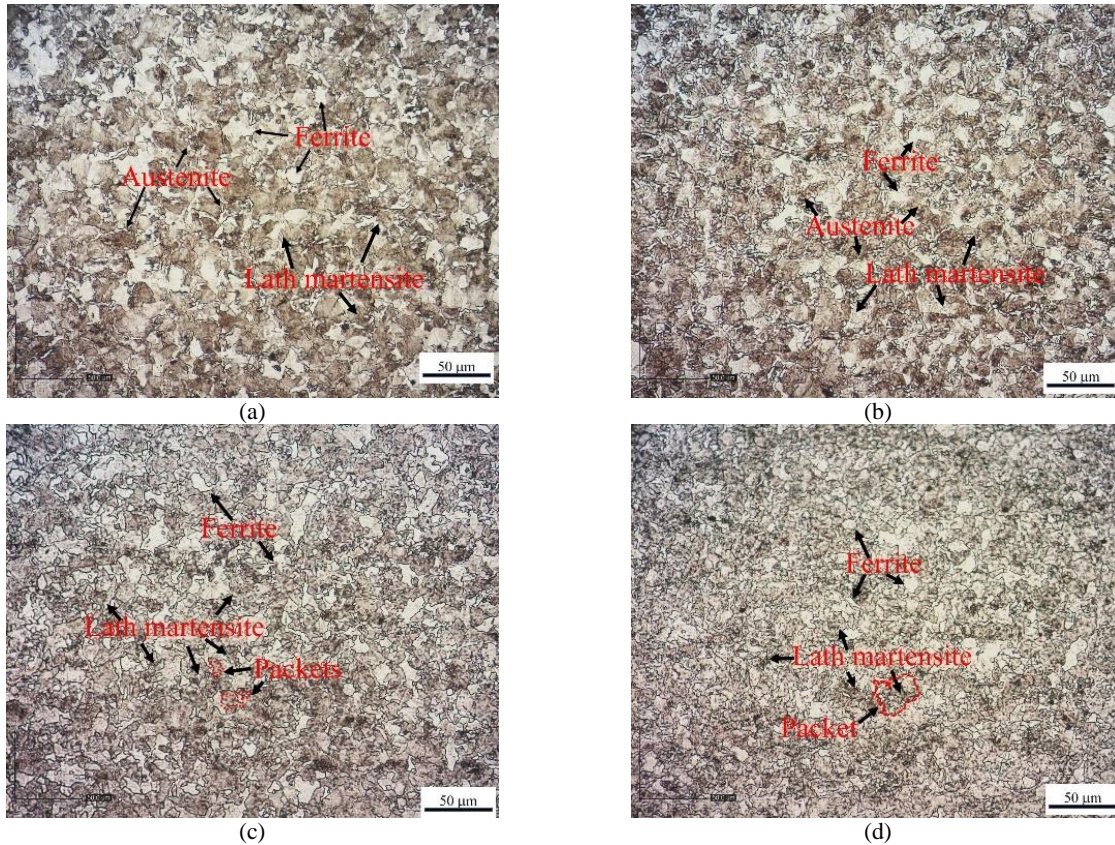 Ferrite
Austenite
Lath martensite
50 μm
(a)
Ferrite
Austenite
Lath martensite
50 μm
(b)
Ferrite
Lath martensite
Packets
50 μm
(c)
Ferrite
Lath martensite
Packet
50 μm
(d)